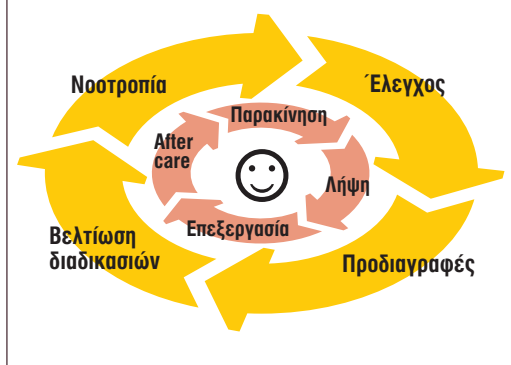 Νοοτροπία
Έλεγχος
Παρακίνηση
After
care
Λήψη
Επεξεργασία
Βελτίωση
διαδικασιών
Προδιαγραφές